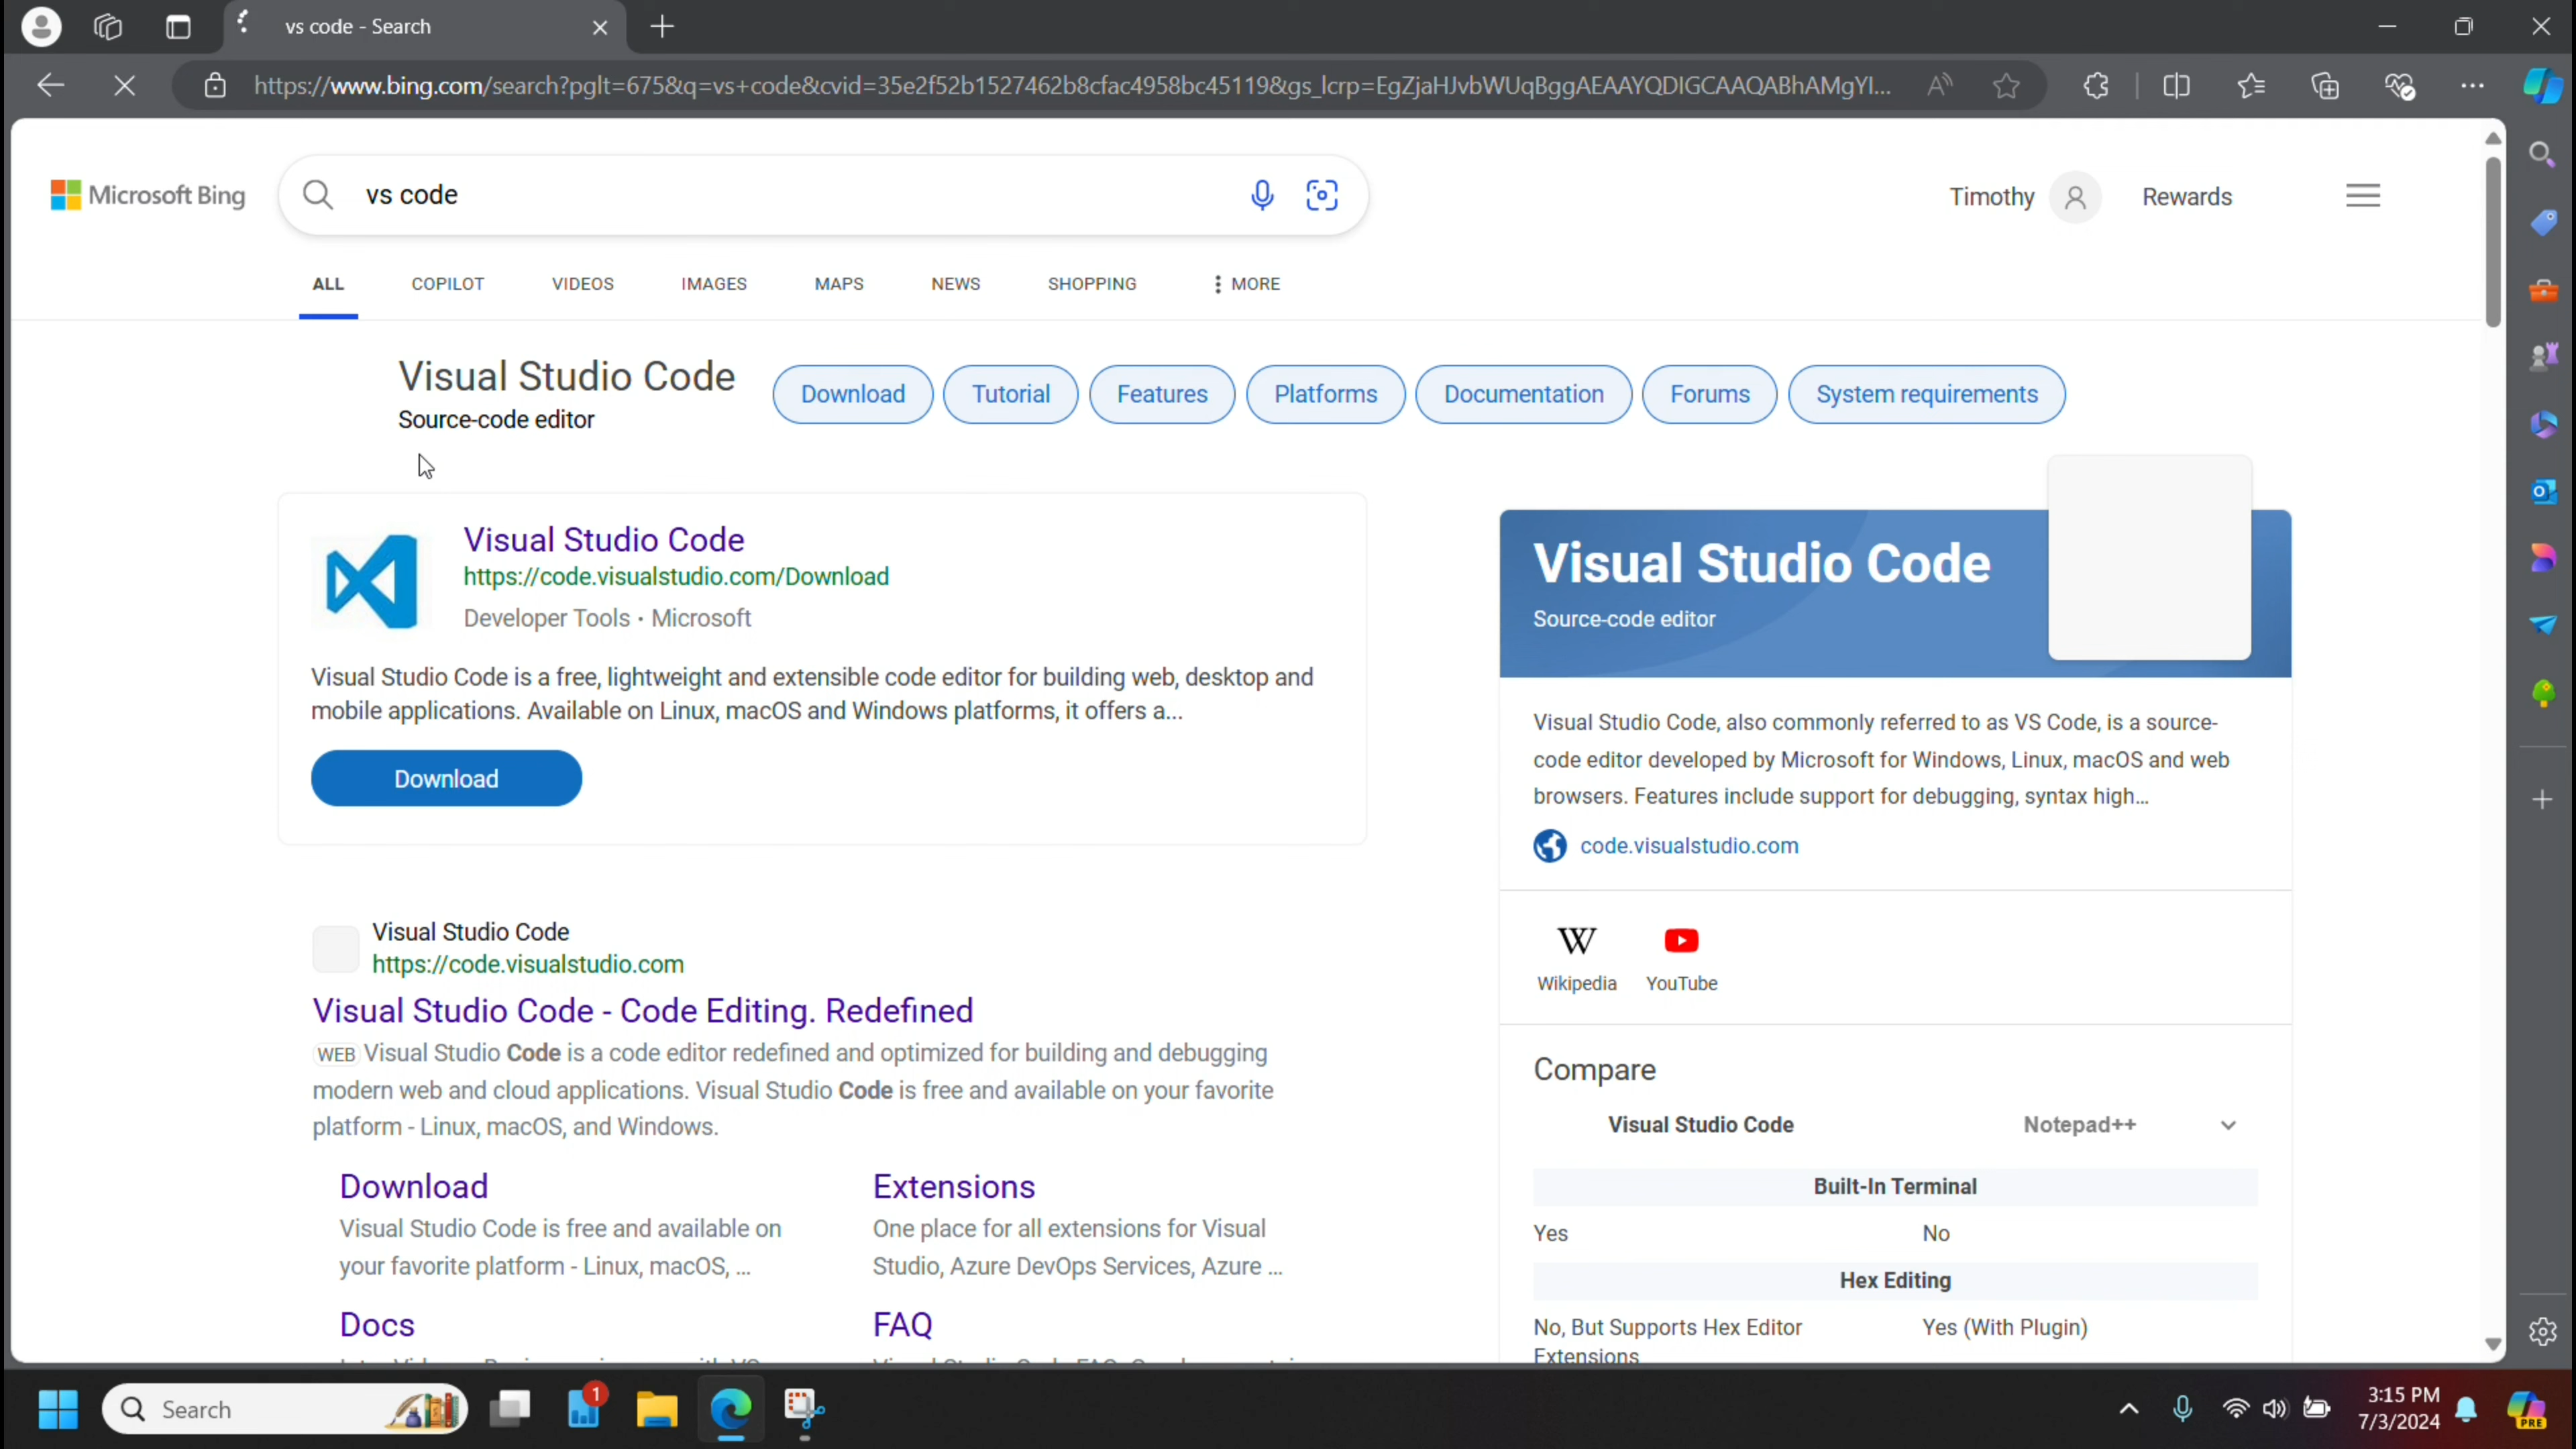 vs code - Search
https://www.bing.com/search?pglt=675&q=vs+code&cvid=35e2f52b1527462b8cfac4958bc45119&gs_lcrp=EgZjaHJvbWUqBggAEAAYQDIGCAAQABhAMgYI...
Microsoft Bing
vs code
Timothy
Rewards
ALL
COPILOT
VIDEOS
IMAGES
MAPS
NEWS
SHOPPING
MORE
Visual Studio Code
Source-code editor
Download
Tutorial
Features
Platforms
Documentation
Forums
System requirements
Visual Studio Code
https://code.visualstudio.com/Download
Developer Tools · Microsoft
Visual Studio Code is a free, lightweight and extensible code editor for building web, desktop and
mobile applications. Available on Linux, macOS and Windows platforms, it offers a...
Download
Visual Studio Code
https://code.visualstudio.com
Visual Studio Code - Code Editing. Redefined
WEB Visual Studio Code is a code editor redefined and optimized for building and debugging
modern web and cloud applications. Visual Studio Code is free and available on your favorite
platform - Linux, macOS, and Windows.
Download
Visual Studio Code is free and available on
your favorite platform - Linux, macOS, ...
Extensions
One place for all extensions for Visual
Studio, Azure DevOps Services, Azure ...
Docs
FAQ
Visual Studio Code
Source-code editor
Visual Studio Code, also commonly referred to as VS Code, is a source-
code editor developed by Microsoft for Windows, Linux, macOS and web
browsers. Features include support for debugging, syntax high...
code.visualstudio.com
W
Wikipedia
YouTube
Compare
Visual Studio Code
Notepad++
Built-In Terminal
Yes
No
Hex Editing
No, But Supports Hex Editor
Extensions
Yes (With Plugin)
Search
1
3:15 PM
7/3/2024
PRE